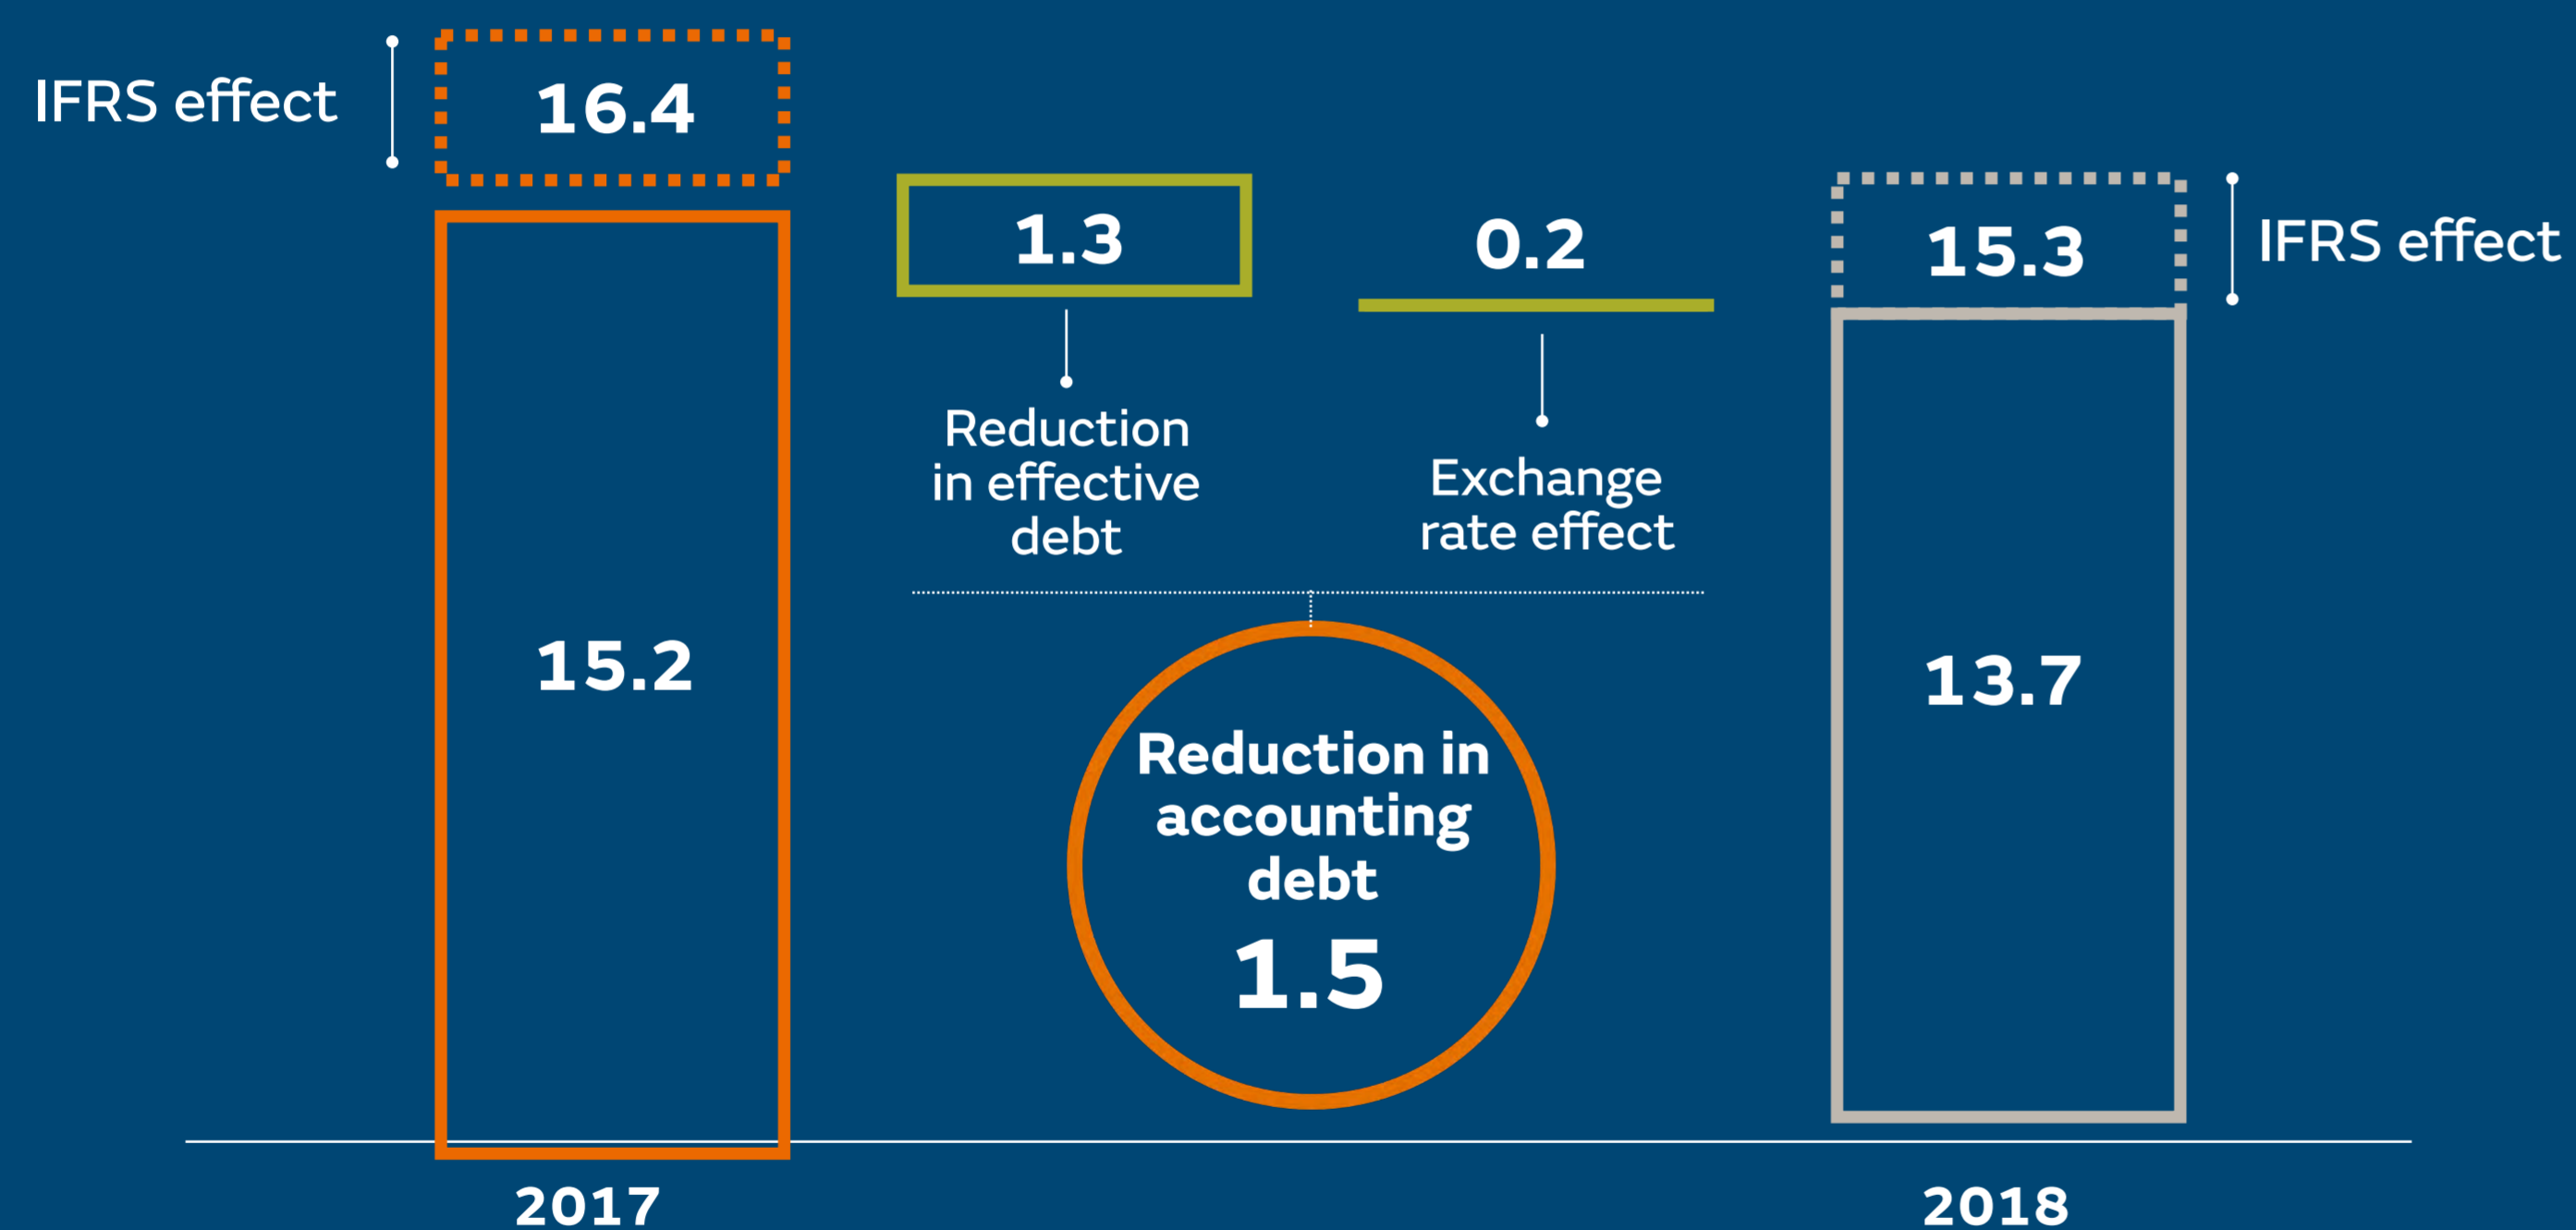 IFRS effect
16.4
15.2
2017
1.3
Reduction
in effective
debt
0.2
Exchange
rate effect
Reduction in
accounting
debt
1.5
15.3
IFRS effect
13.7
2018